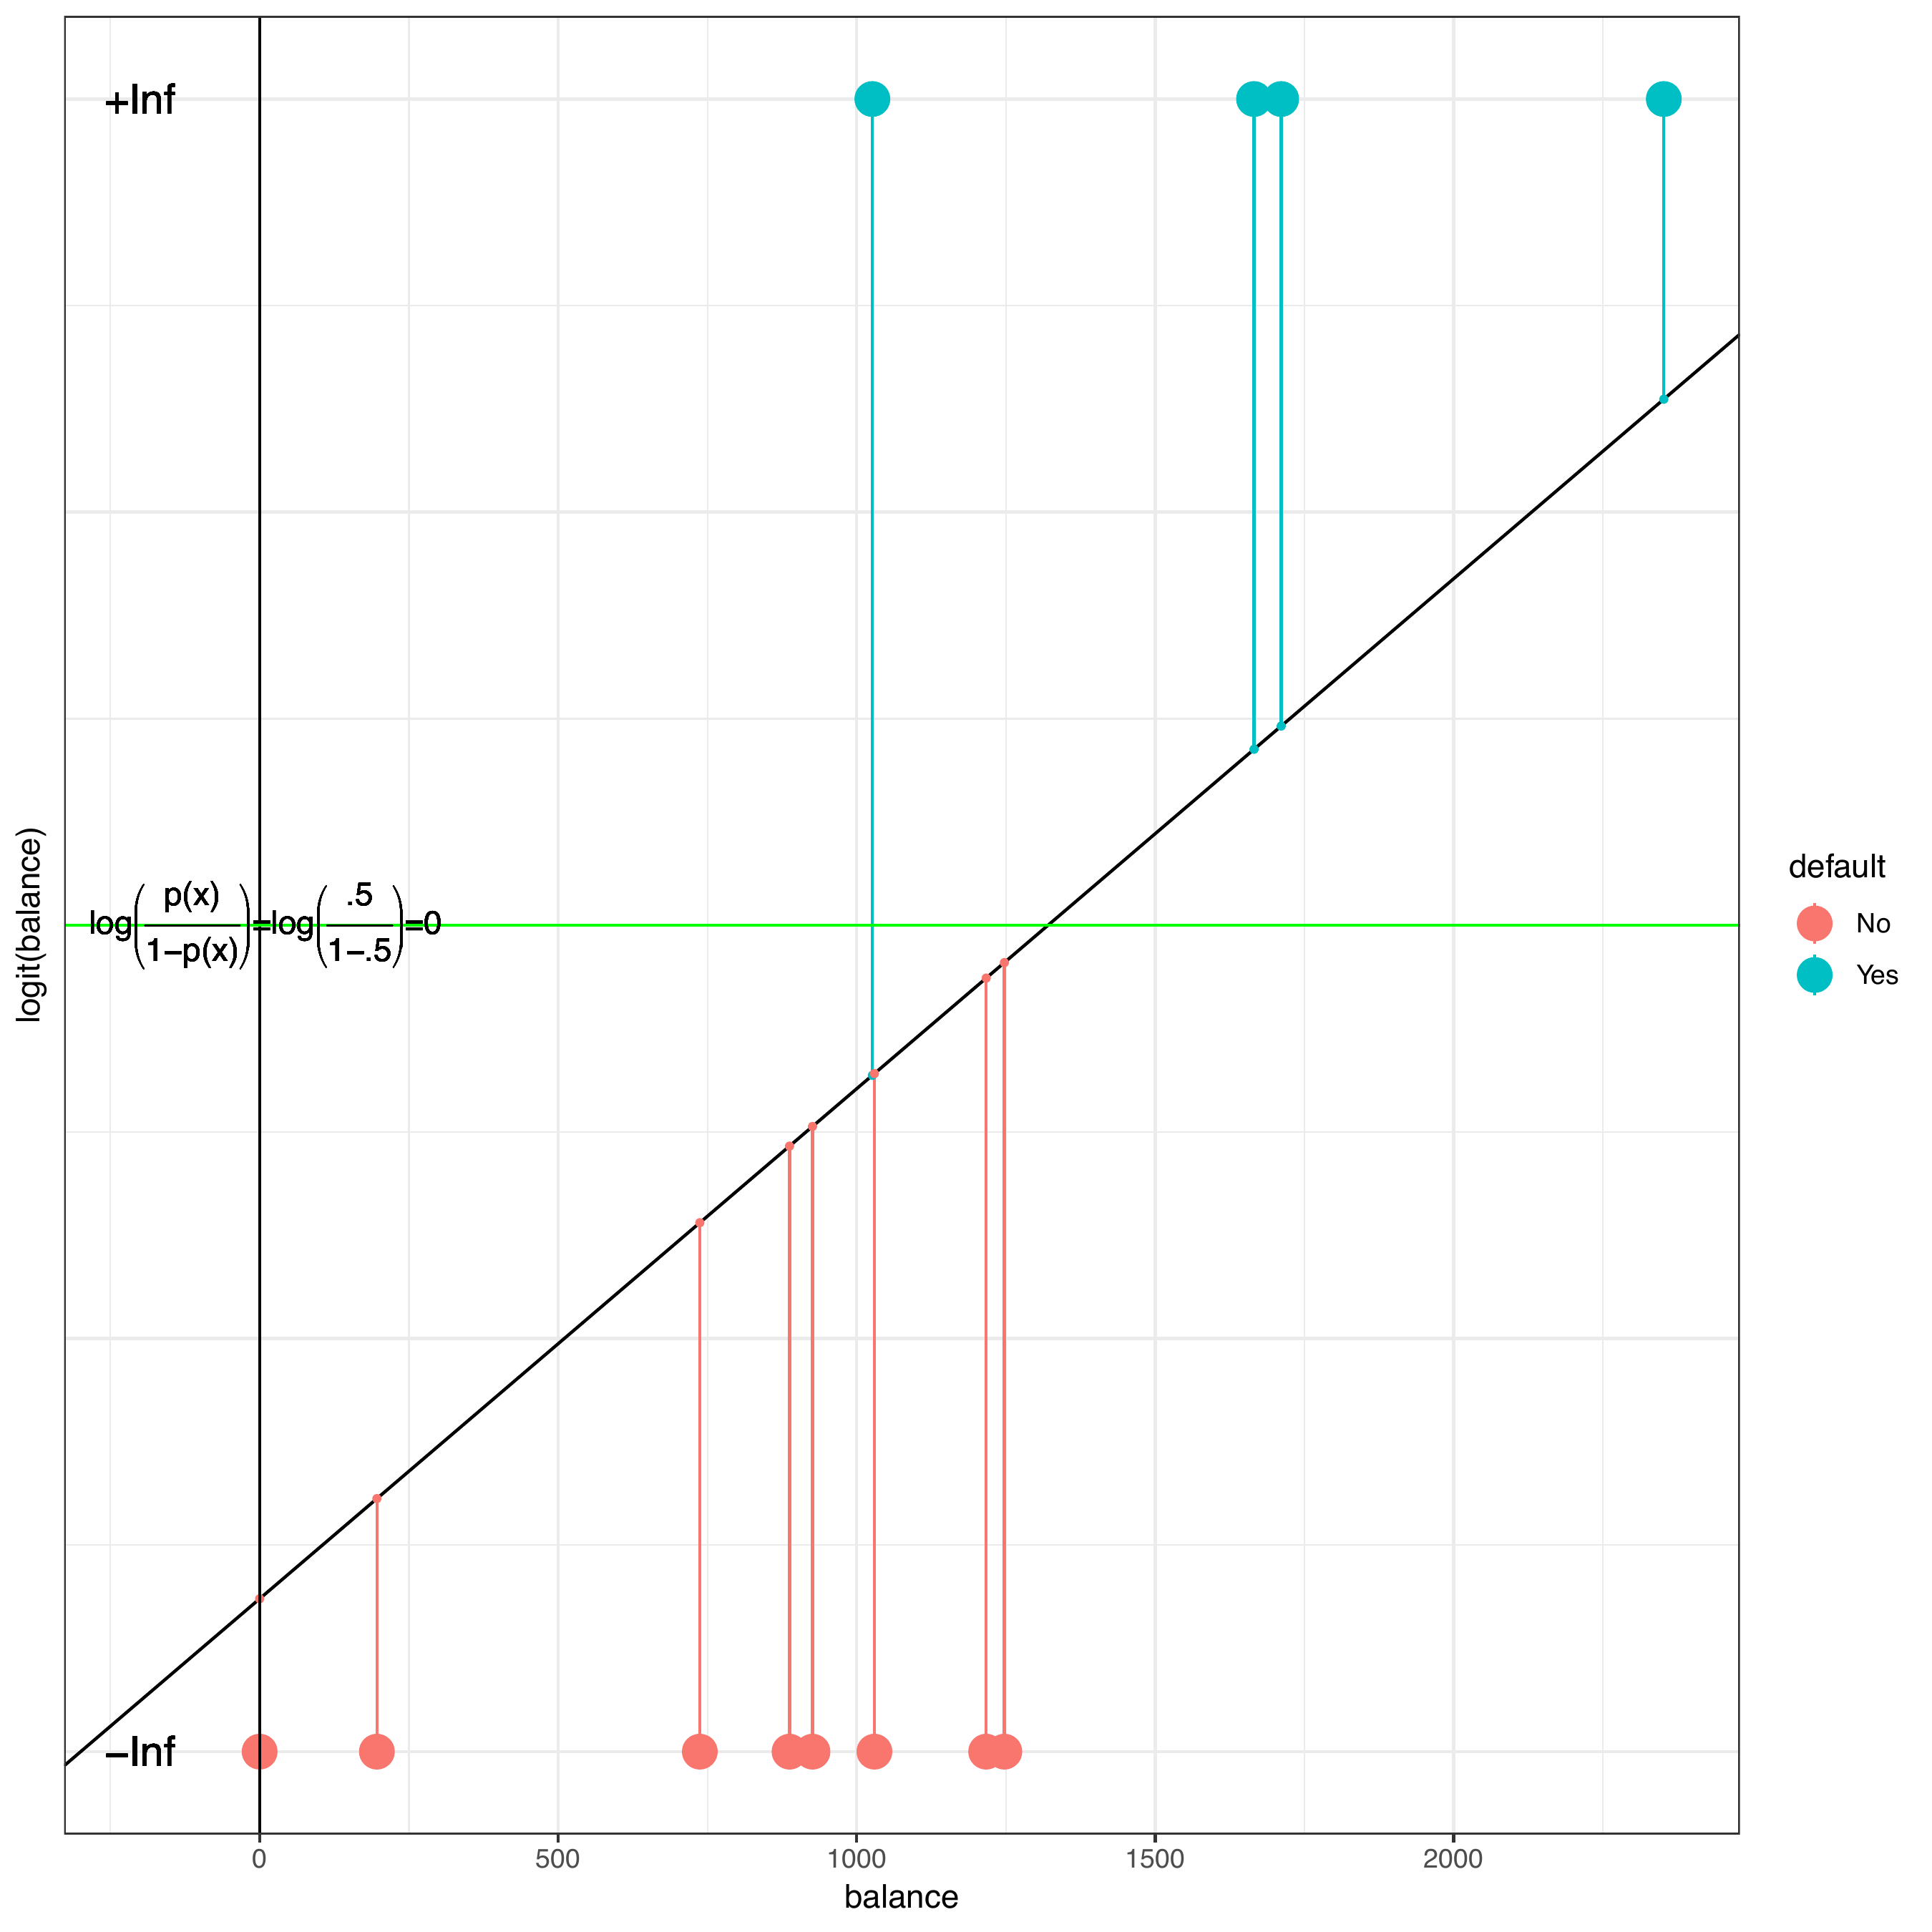 +Inf
log(p(x)/1−p(x))=log(.5/1−.5)=0
−Inf
logit(balance)
0 500 1000 1500 2000
balance
default
No
Yes